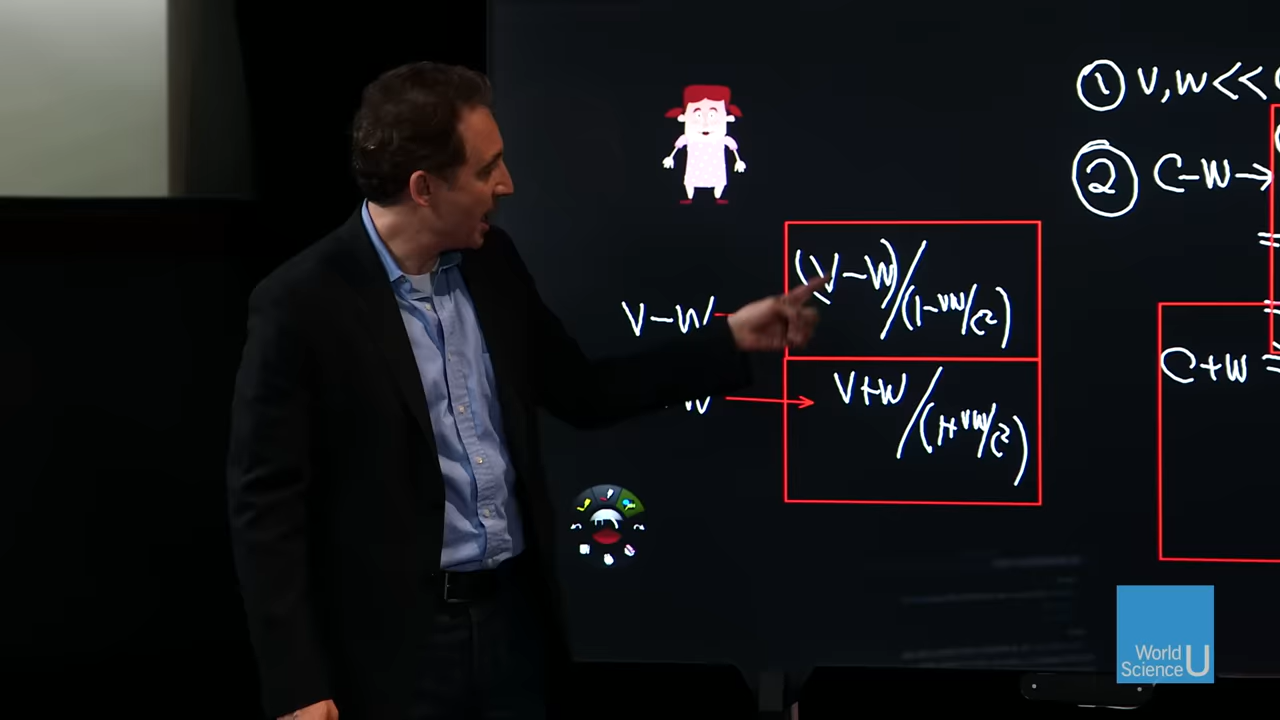 ① V,W<<
② C-W→
V-W
(V-W)/(1-VW/C²)
C+W =
W → V+W/(1+VW/C²)
World
Science U